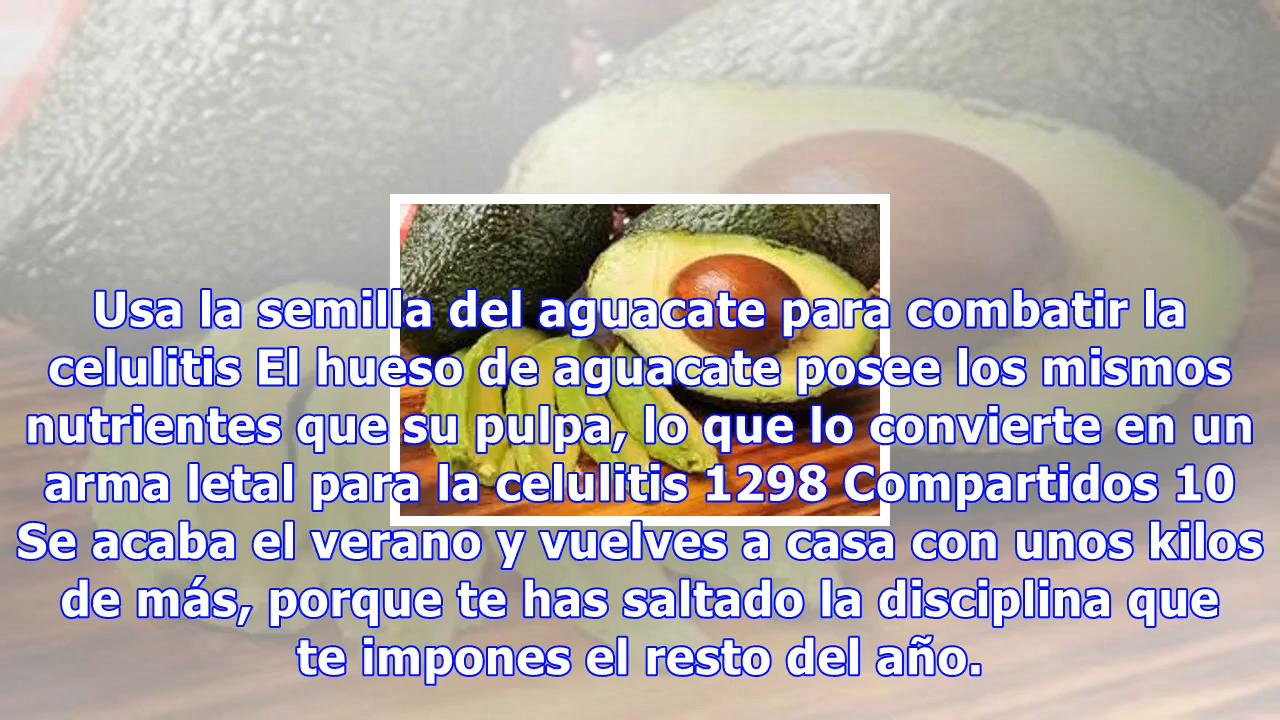 Usa la semilla del aguacate para combatir la
celulitis El hueso de aguacate posee los mismos
nutrientes que su pulpa, lo que lo convierte en un
arma letal para la celulitis 1298 Compartidos 10
Se acaba el verano y vuelves a casa con unos kilos
de más, porque te has saltado la disciplina que
te impones el resto del año.